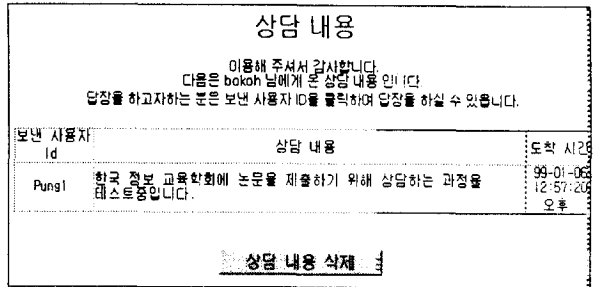 상담 내용
이용해 주셔서 감사합니다.
다음은 bokoh 님에게 온 상담 내용 입니다.
답장을 하고자하는 분은 보낸 사용자 ID를 클릭하여 답장을 하실 수 있읍니다.
보낸 사용자 Id
상담 내용
도착 시간
Pung1
한국 정보 교육학회에 논문을 제출하기 위해 상담하는 과정을
테스트중입니다.
99-01-06
12:57:20
오후
상담 내용 삭제